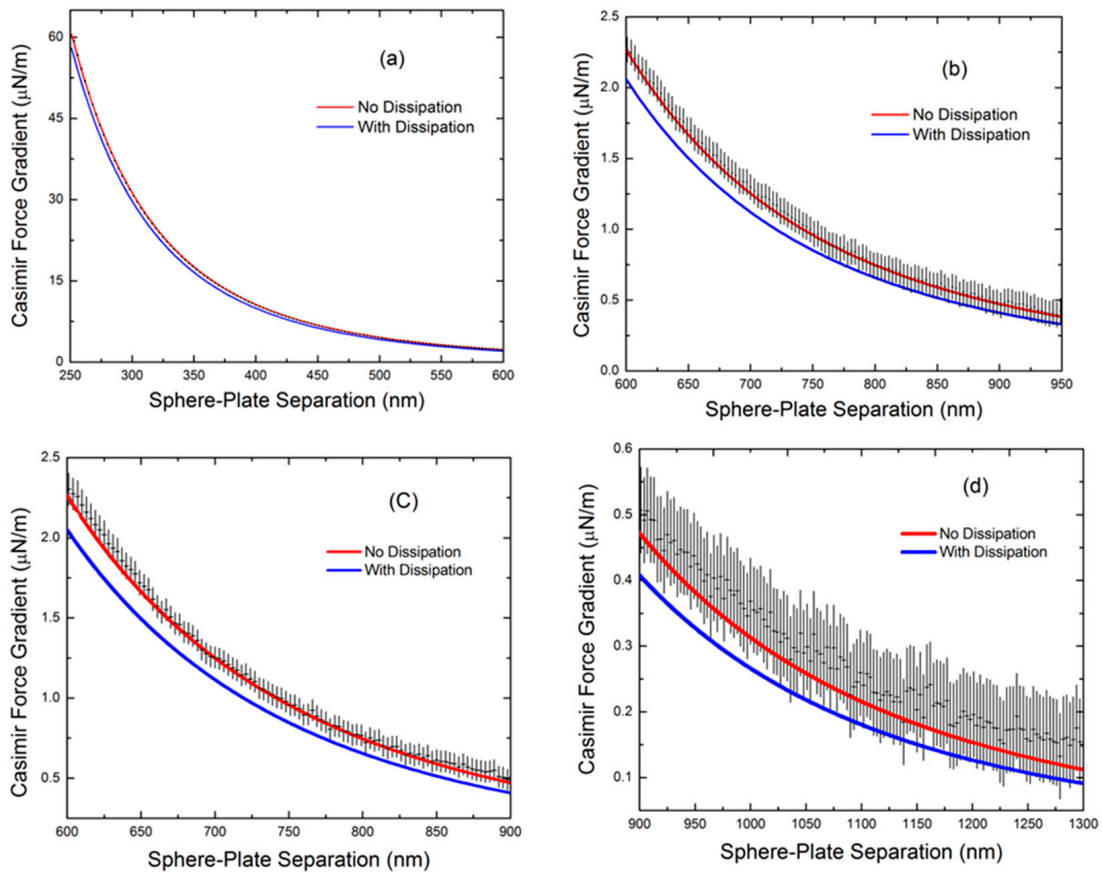 (a)
No Dissipation
With Dissipation
Casimir Force Gradient (μN/m)
60
45
30
15
0
250 300 350 400 450 500 550 600
Sphere-Plate Separation (nm)
(b)
No Dissipation
With Dissipation
Casimir Force Gradient (μN/m)
2.5
2.0
1.5
1.0
0.5
0.0
600 650 700 750 800 850 900 950
Sphere-Plate Separation (nm)
(C)
No Dissipation
With Dissipation
Casimir Force Gradient (μN/m)
2.5
2.0
1.5
1.0
0.5
600 650 700 750 800 850 900
Sphere-Plate Separation (nm)
(d)
No Dissipation
With Dissipation
Casimir Force Gradient (μN/m)
0.6
0.5
0.4
0.3
0.2
0.1
900 950 1000 1050 1100 1150 1200 1250 1300
Sphere-Plate Separation (nm)